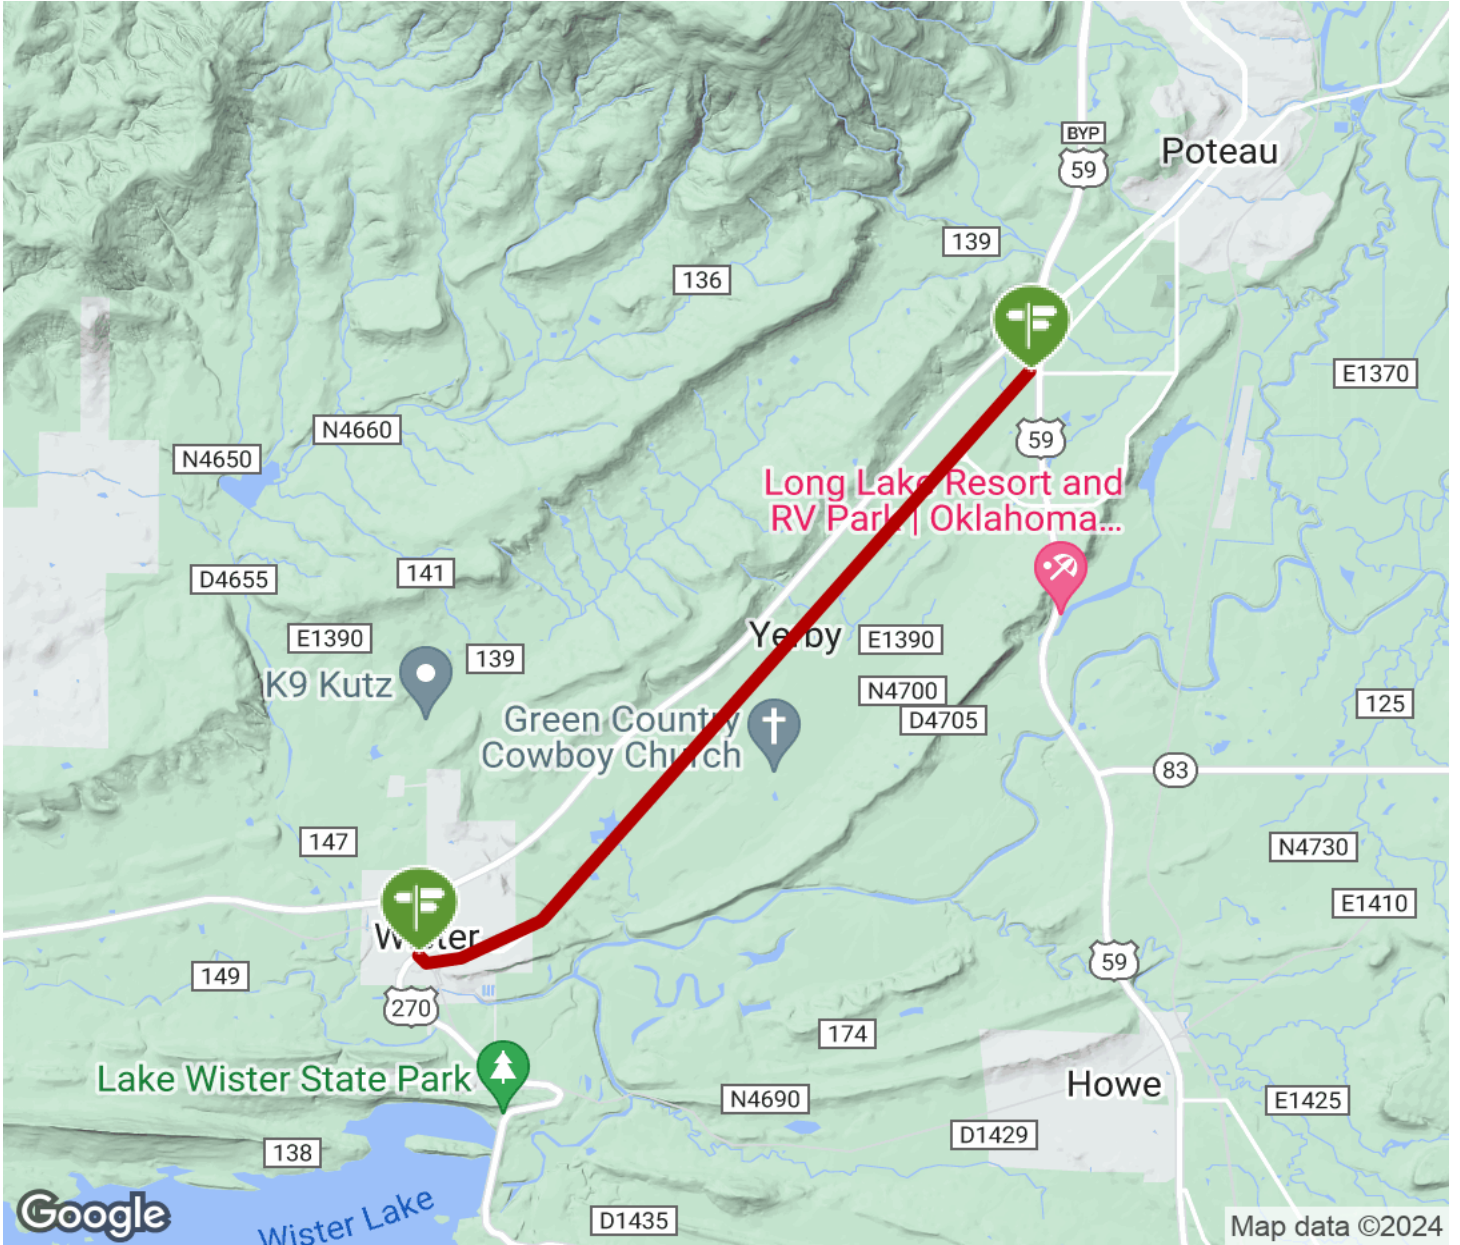 BYP
59
Poteau
139
136
E1370
N4660
59
N4650
Long Lake Resort and
RV Park | Oklahoma...
141
D4655
E1390
Yerby
E1390
139
K9 Kutz
N4700
125
Green Country
Cowboy Church
D4705
83
147
N4730
E1410
Wister
149
59
270
174
Lake Wister State Park
Howe
N4690
E1425
D1429
138
Google
Wister Lake
D1435
Map data ©2024